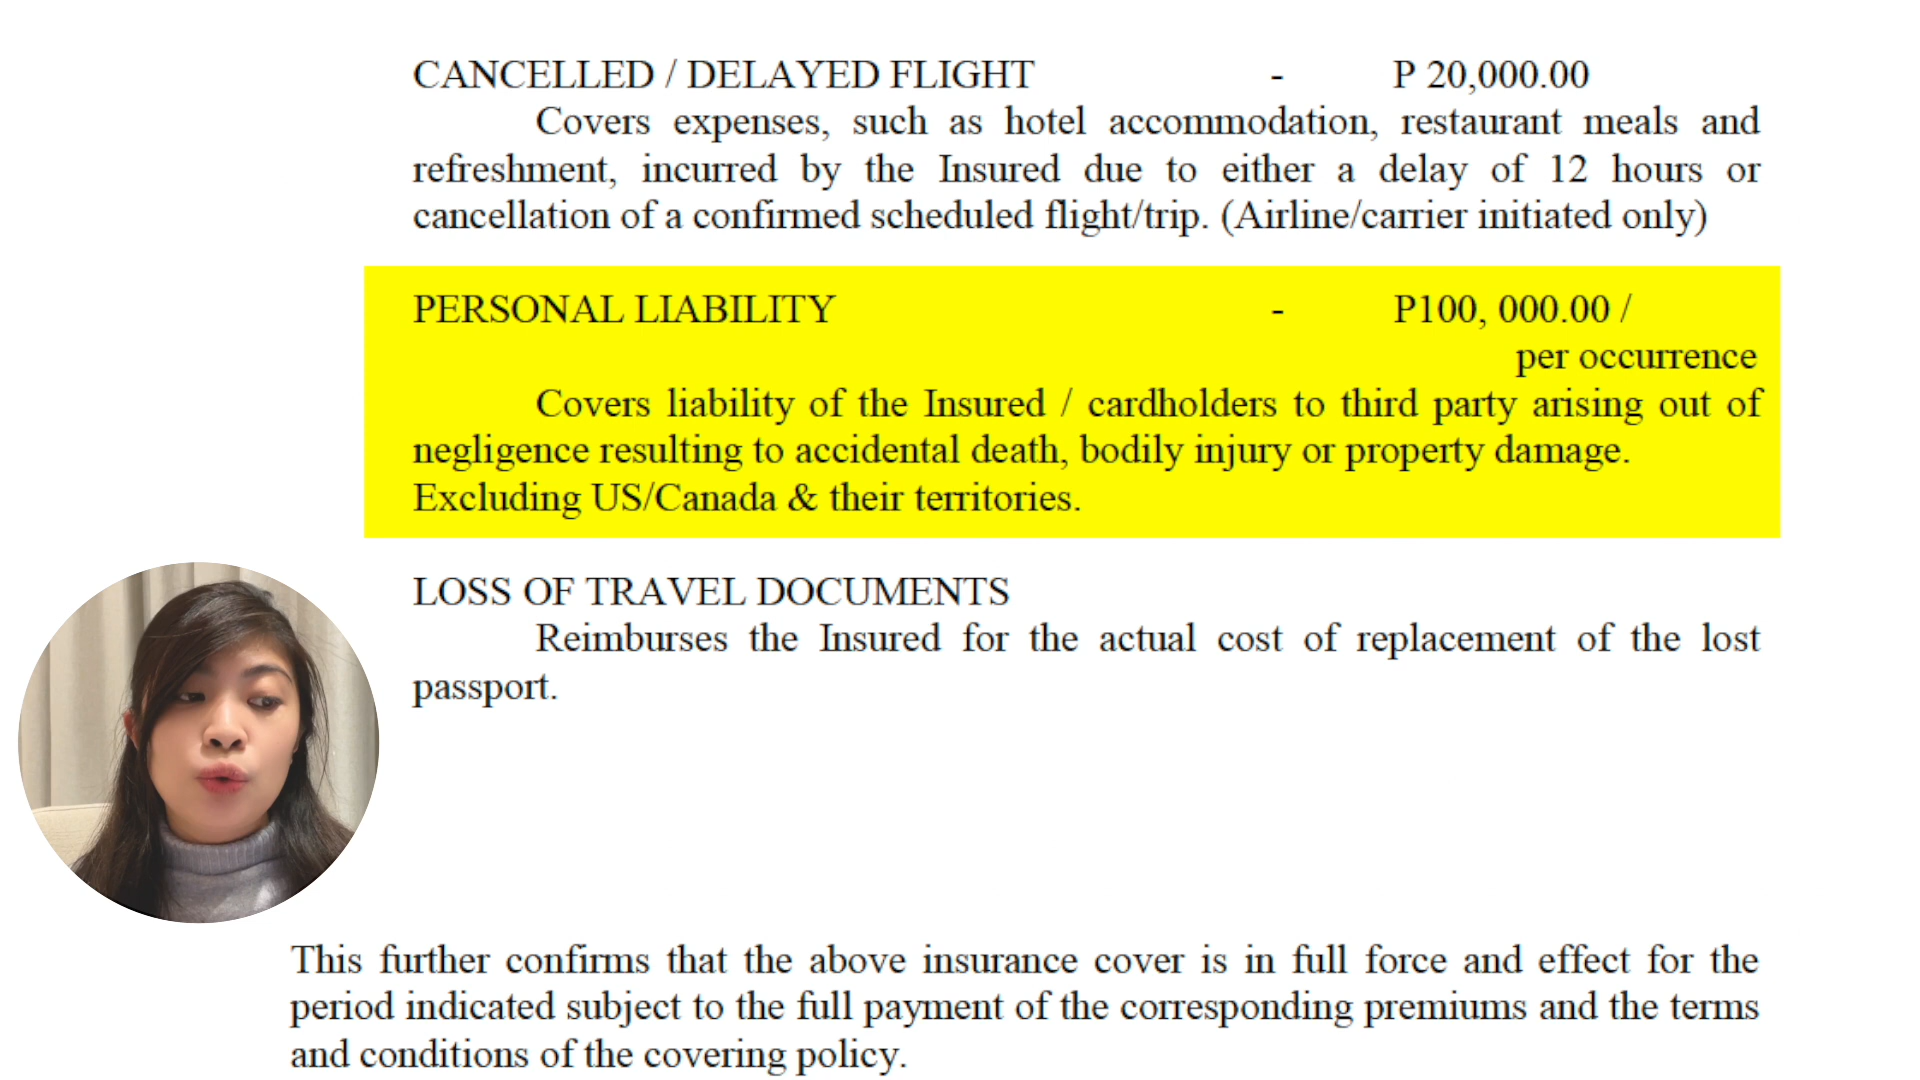 CANCELLED / DELAYED FLIGHT - P 20,000.00
Covers expenses, such as hotel accommodation, restaurant meals and
refreshment, incurred by the Insured due to either a delay of 12 hours or
cancellation of a confirmed scheduled flight/trip. (Airline/carrier initiated only)
PERSONAL LIABILITY - P100, 000.00 /
per occurrence
Covers liability of the Insured / cardholders to third party arising out of
negligence resulting to accidental death, bodily injury or property damage.
Excluding US/Canada & their territories.
LOSS OF TRAVEL DOCUMENTS
Reimburses the Insured for the actual cost of replacement of the lost
passport.
This further confirms that the above insurance cover is in full force and effect for the
period indicated subject to the full payment of the corresponding premiums and the terms
and conditions of the covering policy.